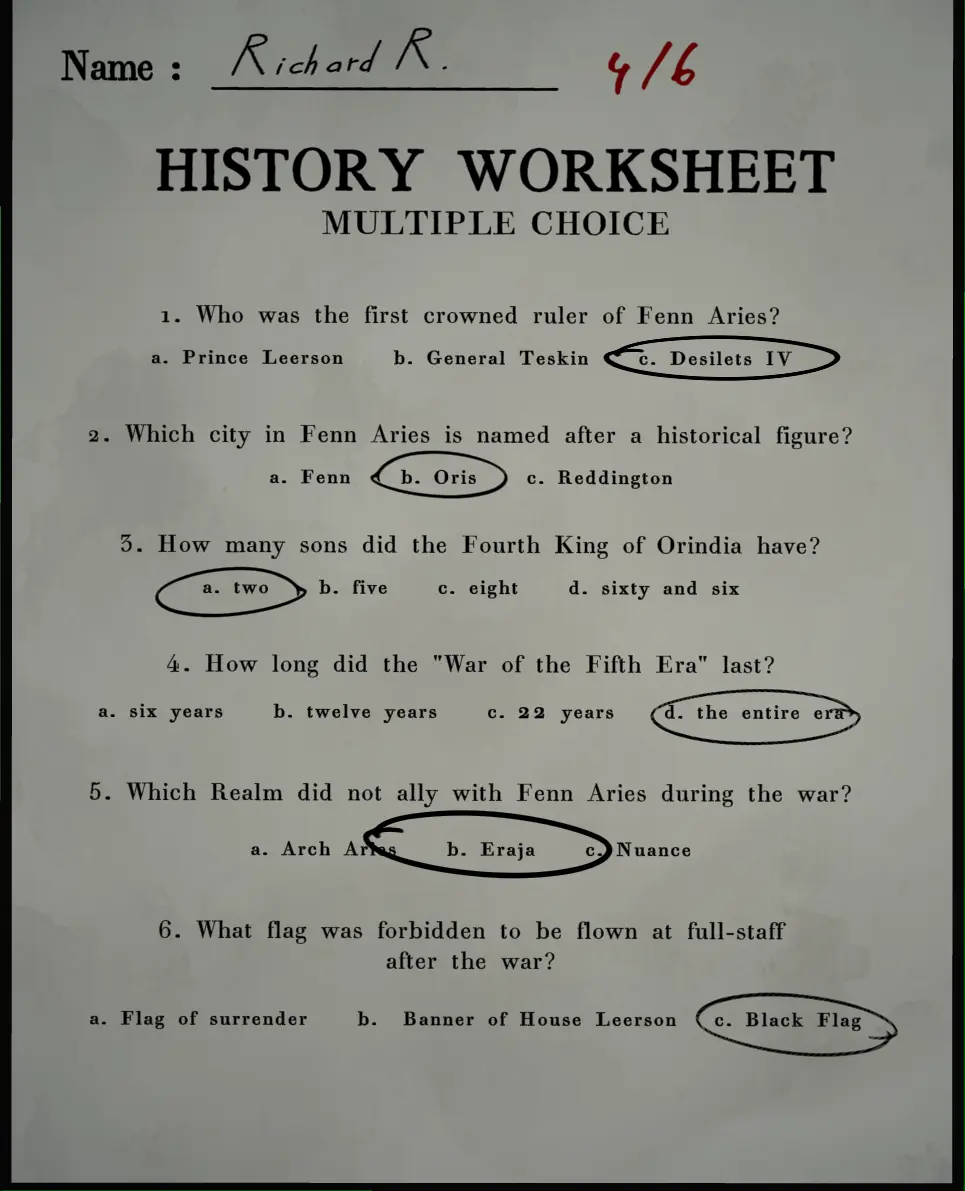 Name : Richard R. 4/6
HISTORY WORKSHEET
MULTIPLE CHOICE
1. Who was the first crowned ruler of Fenn Aries?
a. Prince Leerson b. General Teskin c. Desilets IV
2. Which city in Fenn Aries is named after a historical figure?
a. Fenn b. Oris c. Reddington
3. How many sons did the Fourth King of Orindia have?
a. two b. five c. eight d. sixty and six
4. How long did the "War of the Fifth Era" last?
a. six years b. twelve years c. 22 years d. the entire era
5. Which Realm did not ally with Fenn Aries during the war?
a. Arch Aries b. Eraja c. Nuance
6. What flag was forbidden to be flown at full-staff
after the war?
a. Flag of surrender b. Banner of House Leerson c. Black Flag